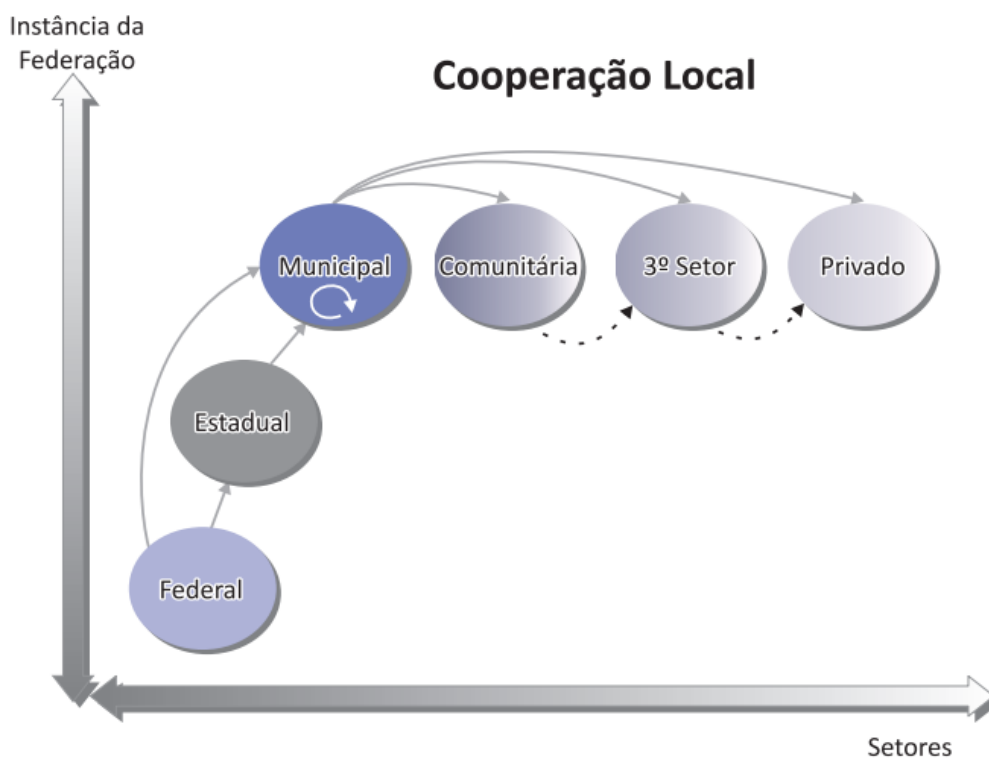 Instância da
Federação
Cooperação Local
Municipal
Comunitária
3º Setor
Privado
Estadual
Federal
Setores